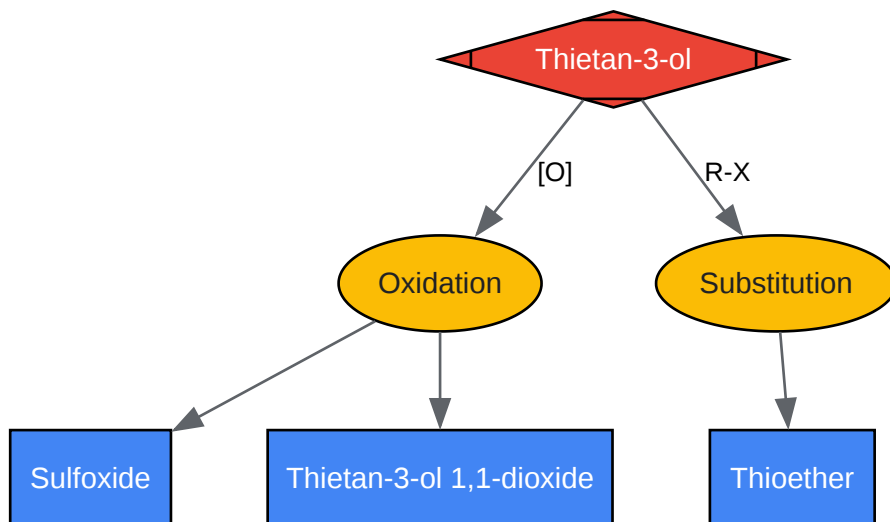 Thietan-3-ol
[O]
R-X
Oxidation
Substitution
Sulfoxide
Thietan-3-ol 1,1-dioxide
Thioether